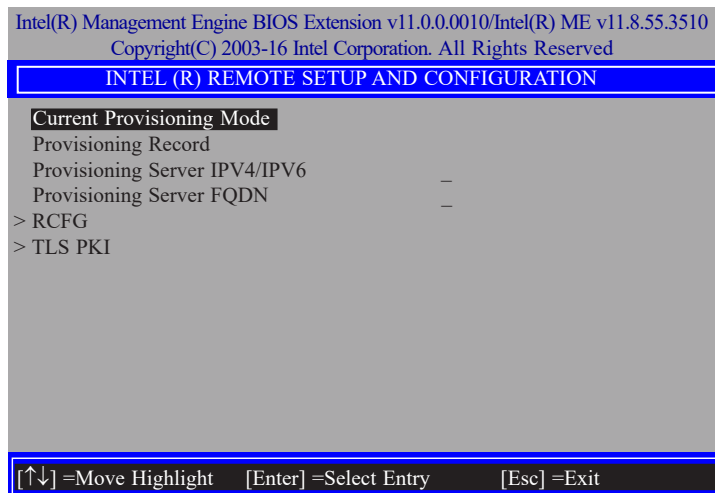 Intel(R) Management Engine BIOS Extension v11.0.0.0010/Intel(R) ME v11.8.55.3510
Copyright(C) 2003-16 Intel Corporation. All Rights Reserved
INTEL (R) REMOTE SETUP AND CONFIGURATION
Current Provisioning Mode
Provisioning Record
Provisioning Server IPV4/IPV6 _
Provisioning Server FQDN _
> RCFG
> TLS PKI
[↑↓] =Move Highlight [Enter] =Select Entry [Esc] =Exit